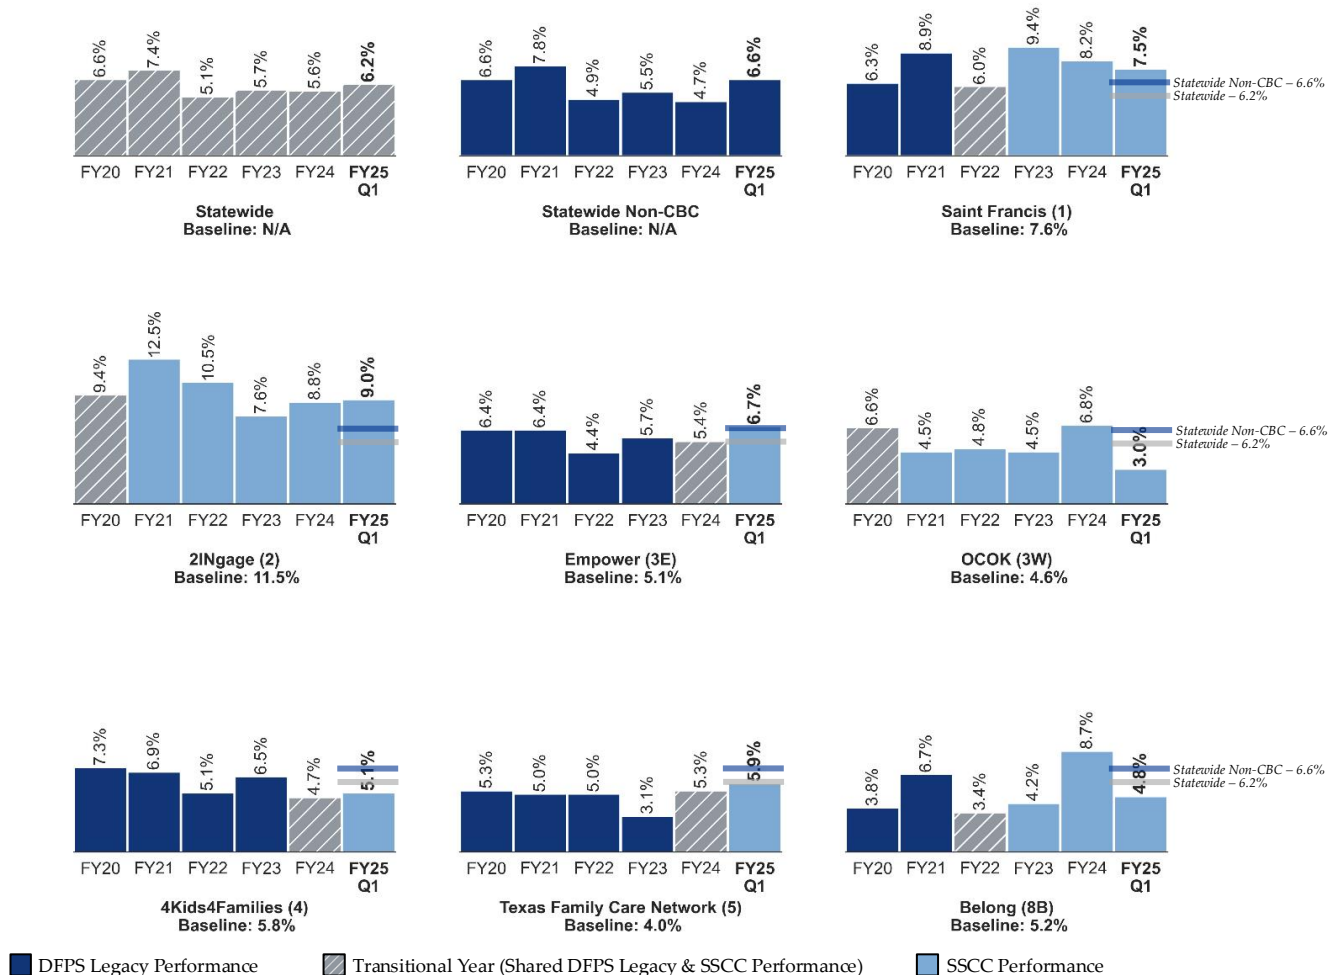 6.6%
7.4%
5.1%
5.7%
5.6%
6.2%
FY20 FY21 FY22 FY23 FY24 FY25
Q1
Statewide
Baseline: N/A
6.6%
7.8%
4.9%
5.5%
4.7%
6.6%
FY20 FY21 FY22 FY23 FY24 FY25
Q1
Statewide Non-CBC
Baseline: N/A
6.3%
8.9%
6.0%
9.4%
8.2%
7.5%
Statewide Non-CBC – 6.6%
Statewide – 6.2%
FY20 FY21 FY22 FY23 FY24 FY25
Q1
Saint Francis (1)
Baseline: 7.6%
9.4%
12.5%
10.5%
7.6%
8.8%
9.0%
FY20 FY21 FY22 FY23 FY24 FY25
Q1
2INgage (2)
Baseline: 11.5%
6.4%
6.4%
4.4%
5.7%
5.4%
6.7%
FY20 FY21 FY22 FY23 FY24 FY25
Q1
Empower (3E)
Baseline: 5.1%
6.6%
4.5%
4.8%
4.5%
6.8%
3.0%
Statewide Non-CBC – 6.6%
Statewide – 6.2%
FY20 FY21 FY22 FY23 FY24 FY25
Q1
OCOK (3W)
Baseline: 4.6%
7.3%
6.9%
5.1%
6.5%
4.7%
5.1%
FY20 FY21 FY22 FY23 FY24 FY25
Q1
4Kids4Families (4)
Baseline: 5.8%
5.3%
5.0%
5.0%
3.1%
5.3%
5.9%
FY20 FY21 FY22 FY23 FY24 FY25
Q1
Texas Family Care Network (5)
Baseline: 4.0%
3.8%
6.7%
3.4%
4.2%
8.7%
4.8%
Statewide Non-CBC – 6.6%
Statewide – 6.2%
FY20 FY21 FY22 FY23 FY24 FY25
Q1
Belong (8B)
Baseline: 5.2%
DFPS Legacy Performance
Transitional Year (Shared DFPS Legacy & SSCC Performance)
SSCC Performance